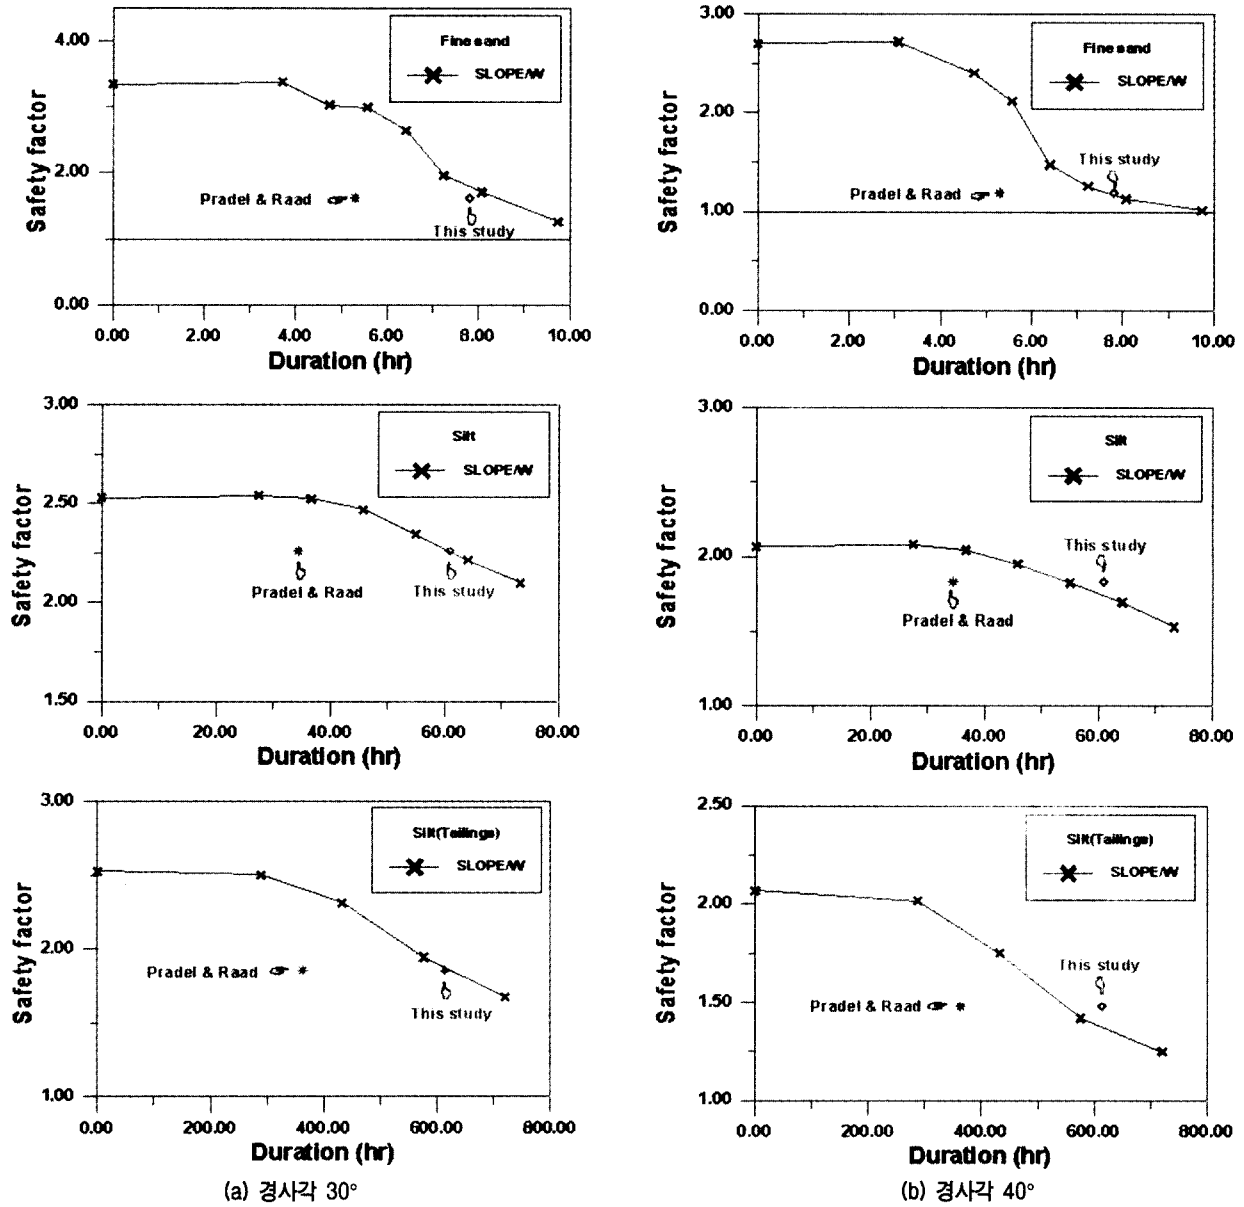 Safety factor
4.00
2.00
0.00
Fine sand
SLOPE/W
Pradel & Raad
This study
0.00 2.00 4.00 6.00 8.00 10.00
Duration (hr)
Safety factor
3.00
2.00
1.00
0.00
Fine sand
SLOPE/W
This study
Pradel & Raad
0.00 2.00 4.00 6.00 8.00 10.00
Duration (hr)
Safety factor
3.00
2.50
2.00
1.50
Silt
SLOPE/W
Pradel & Raad
This study
0.00 20.00 40.00 60.00 80.00
Duration (hr)
Safety factor
3.00
2.00
1.00
Silt
SLOPE/W
This study
Pradel & Raad
0.00 20.00 40.00 60.00 80.00
Duration (hr)
Safety factor
3.00
2.00
1.00
Silt(Tailings)
SLOPE/W
Pradel & Raad
This study
0.00 200.00 400.00 600.00 800.00
Duration (hr)
(a) 경사각 30°
Safety factor
2.50
2.00
1.50
1.00
Silt(Tailings)
SLOPE/W
This study
Pradel & Raad
0.00 200.00 400.00 600.00 800.00
Duration (hr)
(b) 경사각 40°